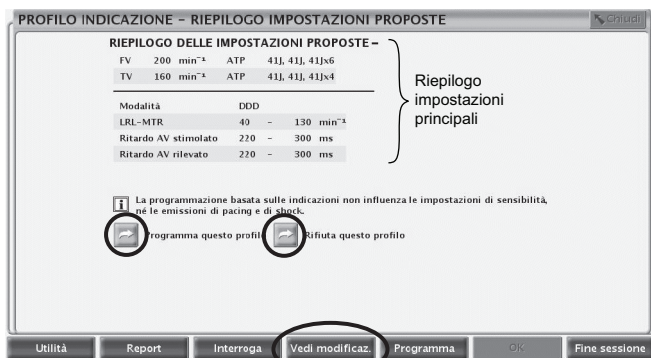 PROFILO INDICAZIONE – RIEPILOGO IMPOSTAZIONI PROPOSTE
Chiudi
RIEPILOGO DELLE IMPOSTAZIONI PROPOSTE –
FV 200 min⁻¹ ATP 41J, 41J, 41Jx6
TV 160 min⁻¹ ATP 41J, 41J, 41Jx4
Riepilogo
impostazioni
principali
Modalità DDD
LRL-MTR 40 – 130 min⁻¹
Ritardo AV stimolato 220 – 300 ms
Ritardo AV rilevato 220 – 300 ms
i La programmazione basata sulle indicazioni non influenza le impostazioni di sensibilità,
né le emissioni di pacing e di shock.
Programma questo profilo Rifiuta questo profilo
Utilità Report Interroga Vedi modificaz. Programma OK Fine sessione